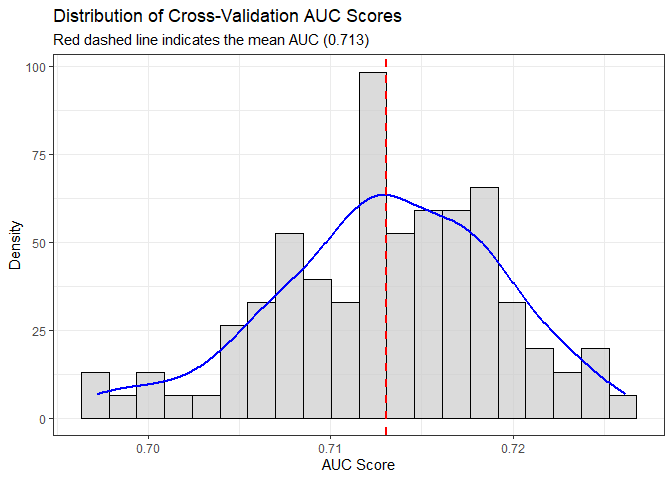 Distribution of Cross-Validation AUC Scores
Red dashed line indicates the mean AUC (0.713)
100
75
50
25
0
Density
0.70 0.71 0.72
AUC Score